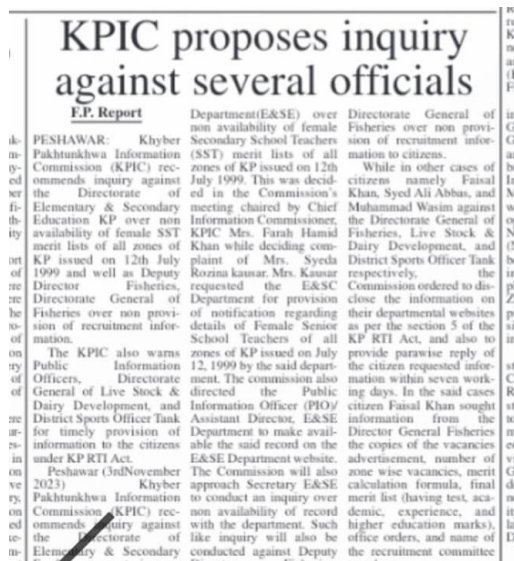 KPIC proposes inquiry
against several officials
F.P. Report
PESHAWAR: Khyber
Pakhtunkhwa Information
Commission (KPIC) rec-
ommends inquiry against
the Directorate of
Elementary & Secondary
Education KP over non
availability of female SST
merit lists of all zones of
KP issued on 12th July
1999 and well as Deputy
Director Fisheries,
Directorate General of
Fisheries over non provi-
sion of recruitment infor-
mation.
The KPIC also warns
Public Information
Officers, Directorate
General of Live Stock &
Dairy Development, and
District Sports Officer Tank
for timely provision of
information to the citizens
under KP RTI Act.
Peshawar (3rdNovember
2023) Khyber
Pakhtunkhwa Information
Commission (KPIC) rec-
ommends inquiry against
the Directorate of
Elementary & Secondary
Department(E&SE) over
non availability of female
Secondary School Teachers
(SST) merit lists of all
zones of KP issued on 12th
July 1999. This was decid-
ed in the Commission's
meeting chaired by Chief
Information Commissioner,
KPIC Mrs. Farah Hamid
Khan while deciding com-
plaint of Mrs. Syeda
Rozina kausar. Mrs. Kausar
requested the E&SC
Department for provision
of notification regarding
details of Female Senior
School Teachers of all
zones of KP issued on July
12, 1999 by the said depart-
ment. The commission also
directed the Public
Information Officer (PIO)/
Assistant Director, E&SE
Department to make avail-
able the said record on the
E&SE Department website.
The Commission will also
approach Secretary E&SE
to conduct an inquiry over
non availability of record
with the department. Such
like inquiry will also be
conducted against Deputy
Directorate General of
Fisheries over non provi-
sion of recruitment infor-
mation to citizens.
While in other cases of
citizens namely Faisal
Khan, Syed Ali Abbas, and
Muhammad Wasim against
the Directorate General of
Fisheries, Live Stock &
Dairy Development, and
District Sports Officer Tank
respectively, the
Commission ordered to dis-
close the information on
their departmental websites
as per the section 5 of the
KP RTI Act, and also to
provide parawise reply of
the citizen requested infor-
mation within seven work-
ing days. In the said cases
citizen Faisal Khan sought
information from the
Director General Fisheries
the copies of the vacancies
advertisement, number of
zone wise vacancies, merit
calculation formula, final
merit list (having test, aca-
demic, experience, and
higher education marks),
office orders, and name of
the recruitment committee